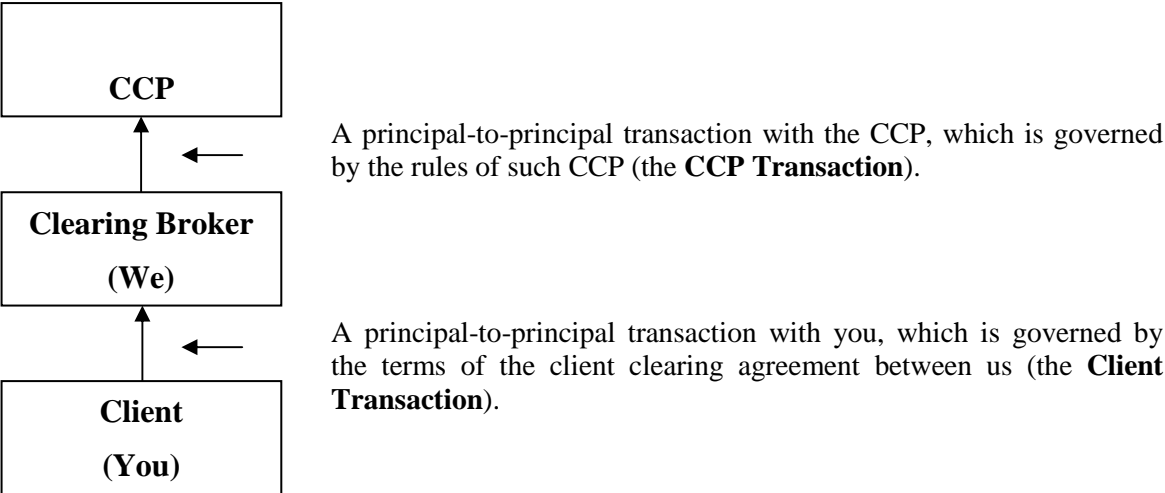 CCP
A principal-to-principal transaction with the CCP, which is governed
by the rules of such CCP (the CCP Transaction).
Clearing Broker
(We)
A principal-to-principal transaction with you, which is governed by
the terms of the client clearing agreement between us (the Client
Transaction).
Client
(You)